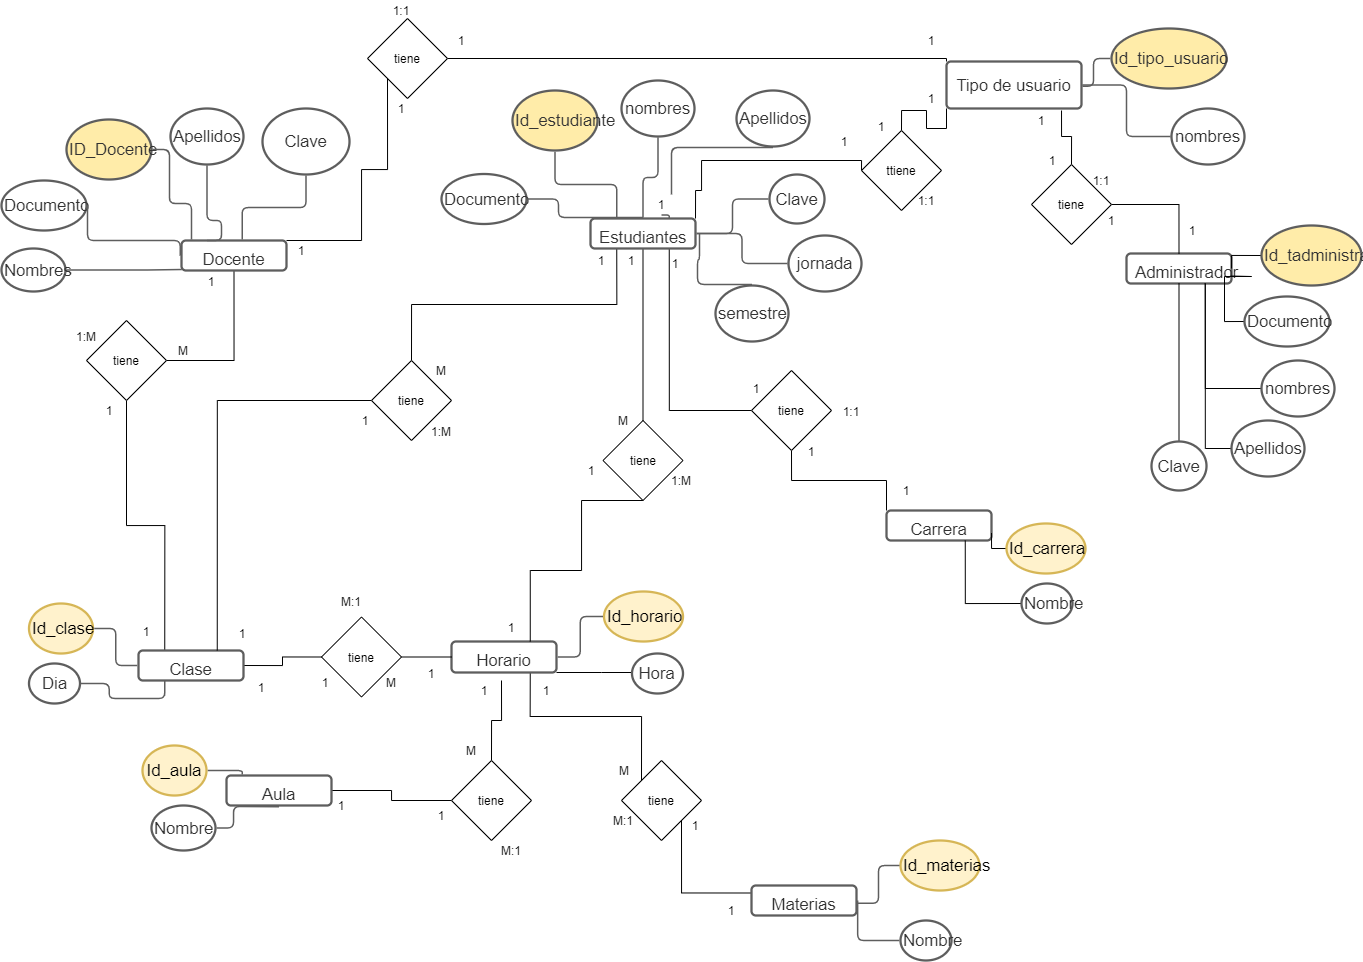 1:1
tiene
1
1
1
Tipo de usuario
Id_tipo_usuario
nombres
1
1
1
ttiene
1
1:1
1
1
tiene
1:1
1
1
Id_estudiante
nombres
Apellidos
Documento
1
Clave
jornada
semestre
Estudiantes
1
1
1
ID_Docente
Apellidos
Clave
Documento
Nombres
Docente
1
1
Administrador
Id_tadministra
Documento
nombres
Apellidos
Clave
1:M
tiene
M
1
M
tiene
1
1:M
M
tiene
1
1:M
1
tiene
1:1
1
1
Carrera
Id_carrera
Nombre
Id_clase
Dia
1
1
Clase
1
M:1
tiene
1
M
1
1
Horario
Id_horario
Hora
1
1
M
tiene
1
M:1
M
tiene
M:1
1
Id_aula
Nombre
Aula
1
Materias
1
Id_materias
Nombre